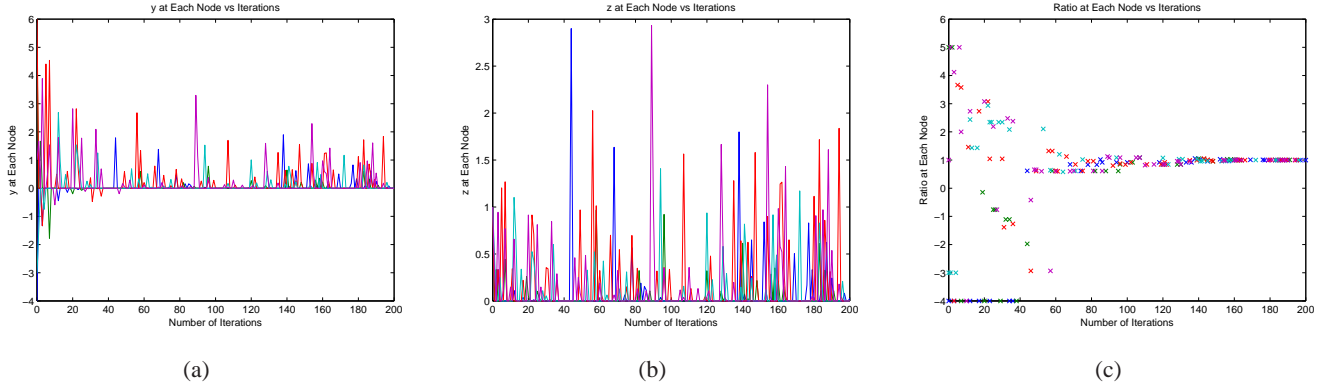 y at Each Node vs Iterations
6
5
4
3
2
1
0
−1
−2
−3
−4
y at Each Node
0 20 40 60 80 100 120 140 160 180 200
Number of Iterations
(a)
z at Each Node vs Iterations
3
2.5
2
1.5
1
0.5
0
z at Each Node
0 20 40 60 80 100 120 140 160 180 200
Number of Iterations
(b)
Ratio at Each Node vs Iterations
6
5
4
3
2
1
0
−1
−2
−3
−4
Ratio at Each Node
0 20 40 60 80 100 120 140 160 180 200
Number of Iterations
(c)